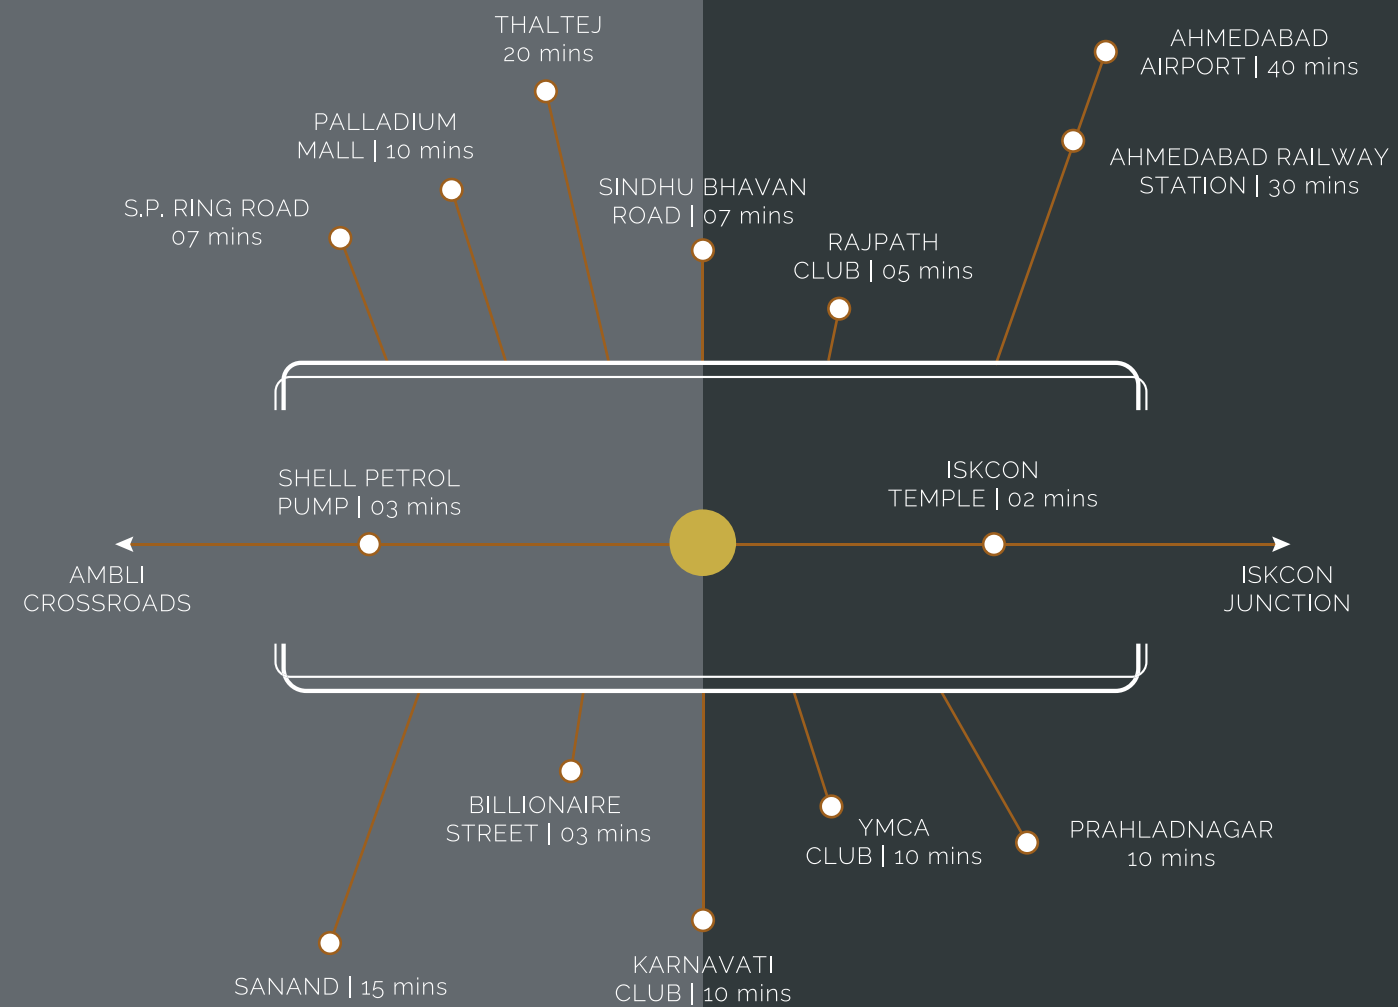 THALTEJ
20 mins
AHMEDABAD
AIRPORT | 40 mins
PALLADIUM
MALL | 10 mins
AHMEDABAD RAILWAY
STATION | 30 mins
SINDHU BHAVAN
ROAD | 07 mins
S.P. RING ROAD
07 mins
RAJPATH
CLUB | 05 mins
SHELL PETROL
PUMP | 03 mins
ISKCON
TEMPLE | 02 mins
AMBLI
CROSSROADS
ISKCON
JUNCTION
BILLIONAIRE
STREET | 03 mins
YMCA
CLUB | 10 mins
PRAHLADNAGAR
10 mins
SANAND | 15 mins
KARNAVATI
CLUB | 10 mins